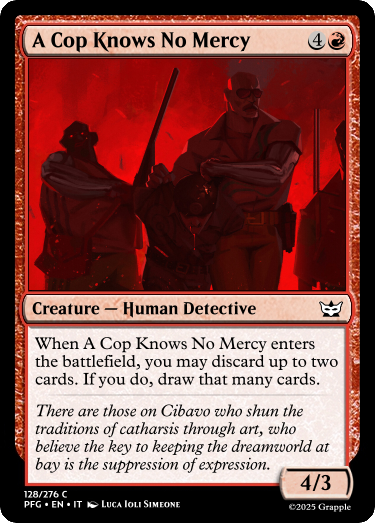 A Cop Knows No Mercy 4
Creature — Human Detective
When A Cop Knows No Mercy enters
the battlefield, you may discard up to two
cards. If you do, draw that many cards.
There are those on Cibavo who shun the
traditions of catharsis through art, who
believe the key to keeping the dreamworld at
bay is the suppression of expression.
4/3
128/276 C
PFG • EN • IT Luca Ioli Simeone
©2025 Grapple